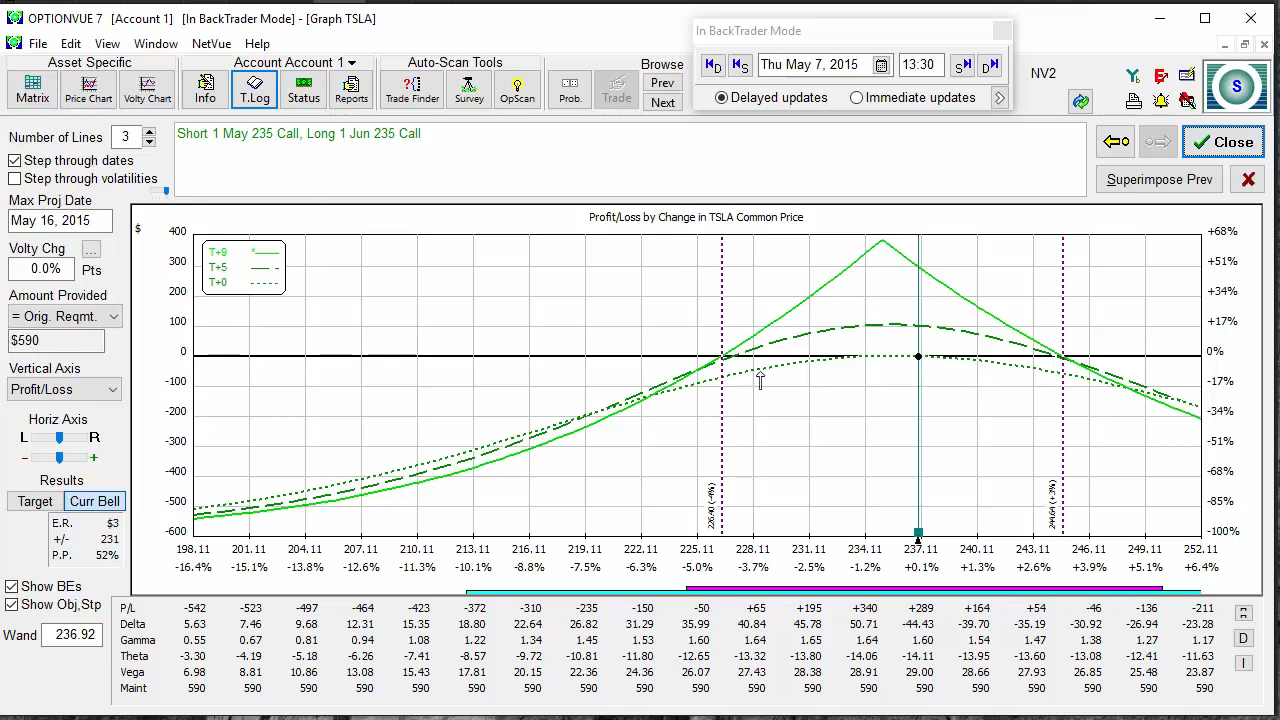 OPTIONVUE 7 [Account 1] [In BackTrader Mode] - [Graph TSLA]
File Edit View Window NetVue Help
In BackTrader Mode
Asset Specific
Account Account 1
Auto-Scan Tools
Browse
Matrix
Price Chart
Volty Chart
Info
T.Log
Status
Reports
Trade Finder
Survey
OpScan
Prob.
Trade
Prev
Next
D S Thu May 7, 2015 13:30 S D
Delayed updates Immediate updates
NV2
S
Number of Lines 3
Short 1 May 235 Call, Long 1 Jun 235 Call
Close
Superimpose Prev
Step through dates
Step through volatilities
Max Proj Date
May 16, 2015
Volty Chg ...
0.0% Pts
Amount Provided
= Orig. Reqmt.
$590
Vertical Axis
Profit/Loss
Horiz Axis
L R
- +
Results
Target Curr Bell
E.R. $3
+/- 231
P.P. 52%
Show BEs
Show Obj,Stp
Wand 236.92
Profit/Loss by Change in TSLA Common Price
$
T+9 *
T+5
T+0
400 +68%
300 +51%
200 +34%
100 +17%
0 0%
-100 -17%
-200 -34%
-300 -51%
-400 -68%
-500 -85%
-600 -100%
226.40 (-4%)
244.64 (+3%)
198.11 201.11 204.11 207.11 210.11 213.11 216.11 219.11 222.11 225.11 228.11 231.11 234.11 237.11 240.11 243.11 246.11 249.11 252.11
-16.4% -15.1% -13.8% -12.6% -11.3% -10.0% -8.8% -7.5% -6.3% -5.0% -3.7% -2.5% -1.2% +0.1% +1.4% +2.6% +3.9% +5.1% +6.4%
P/L -542 -523 -497 -464 -423 -372 -310 -235 -150 -50 +65 +195 +340 +289 +164 +54 -46 -136 -211
Delta 5.63 7.46 9.68 12.31 15.35 18.80 22.64 26.82 31.29 35.99 40.84 45.78 50.71 -44.43 -39.70 -35.19 -30.92 -26.94 -23.28
Gamma 0.55 0.67 0.81 0.94 1.08 1.22 1.34 1.45 1.53 1.60 1.64 1.65 1.64 1.60 1.54 1.47 1.38 1.28 1.17
Theta -3.30 -4.19 -5.18 -6.26 -7.41 -8.57 -9.72 -10.81 -11.80 -12.65 -13.32 -13.80 -14.06 -14.11 -13.95 -13.60 -13.08 -12.41 -11.63
Vega 6.98 8.81 10.86 13.08 15.43 17.81 20.15 22.36 24.36 26.07 27.43 28.38 28.91 29.00 28.66 27.93 26.85 25.48 23.87
Maint 590 590 590 590 590 590 590 590 590 590 590 590 590 590 590 590 590 590 590
D
I